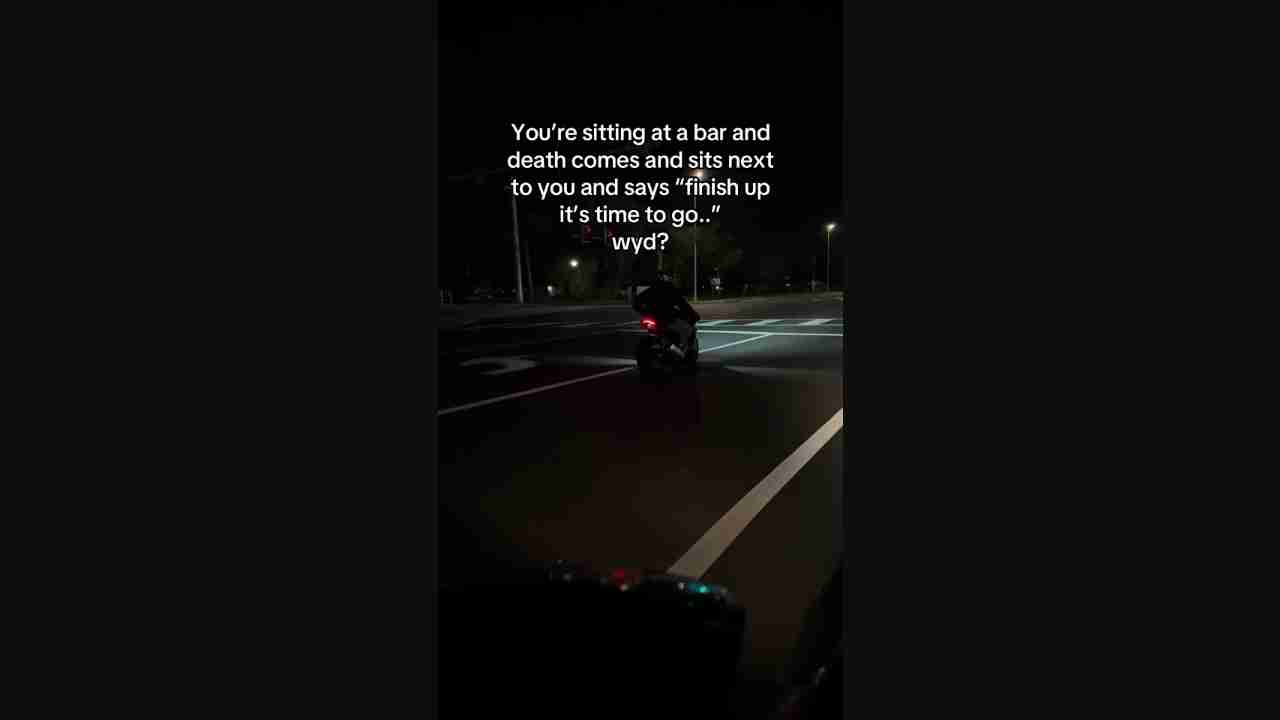 You’re sitting at a bar and
death comes and sits next
to you and says “finish up
it’s time to go..”
wyd?